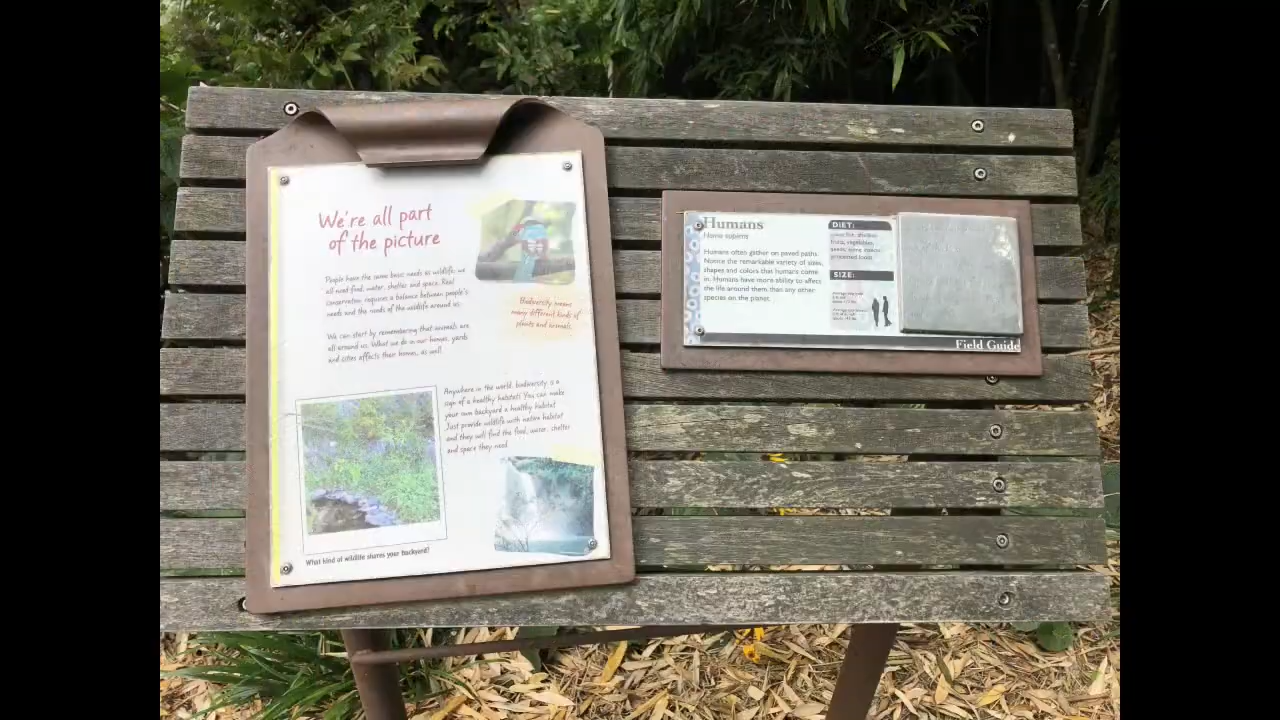 We're all part
of the picture
People have the same basic needs as wildlife; we
all need food, water, shelter and space. Real
conservation requires a balance between people's
needs and the needs of the wildlife around us.
We can start by remembering that animals are
all around us. What we do in our homes, yards
and cities affects their homes, as well.
Biodiversity means
many different kinds of
plants and animals.
Anywhere in the world, biodiversity is a
sign of a healthy habitat! You can make
your own backyard a healthy habitat.
Just provide wildlife with native habitat
and they will find the food, water, shelter
and space they need.
What kind of wildlife shares your backyard?
Humans
Homo sapiens
Humans often gather on paved paths.
Notice the remarkable variety of sizes,
shapes and colors that humans come
in. Humans have more ability to affect
the life around them than any other
species on the planet.
DIET:
fruits, vegetables,
seeds, some insects
processed foods
SIZE:
Field Guide